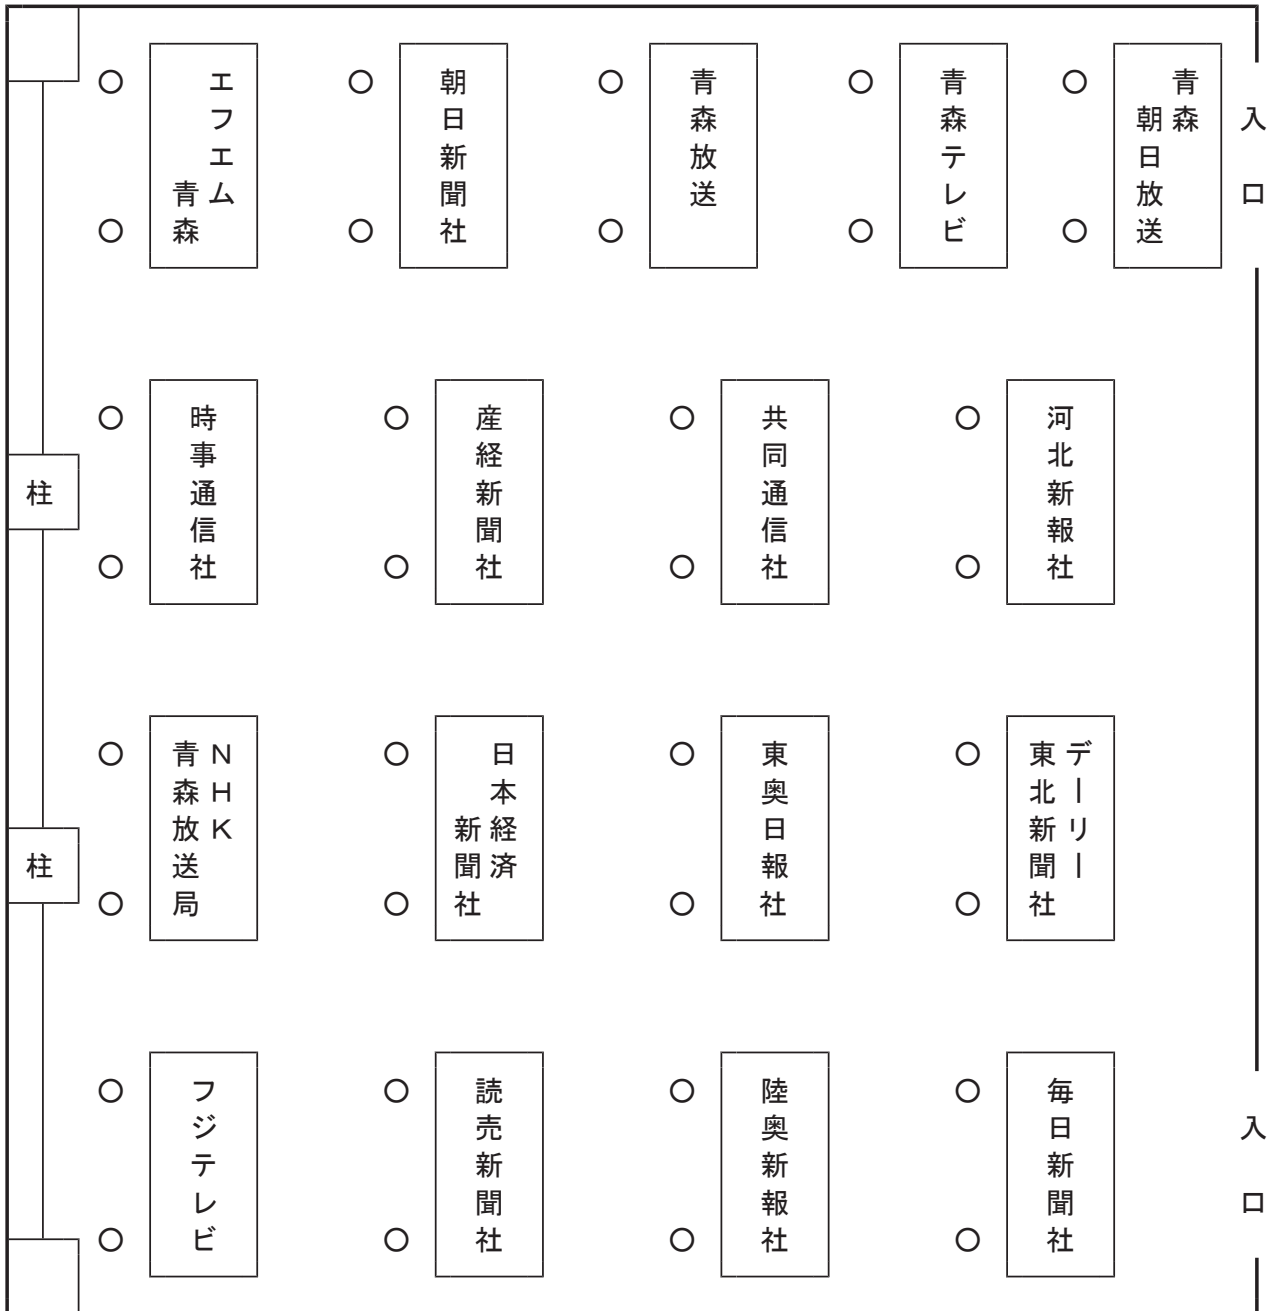 エフエム
青森
朝日新聞社
青森放送
青森テレビ
青森
朝日放送
入口
時事通信社
産経新聞社
共同通信社
河北新報社
柱
NHK
青森放送局
日本経済
新聞社
東奥日報社
デーリー
東北新聞社
柱
フジテレビ
読売新聞社
陸奥新報社
毎日新聞社
入口